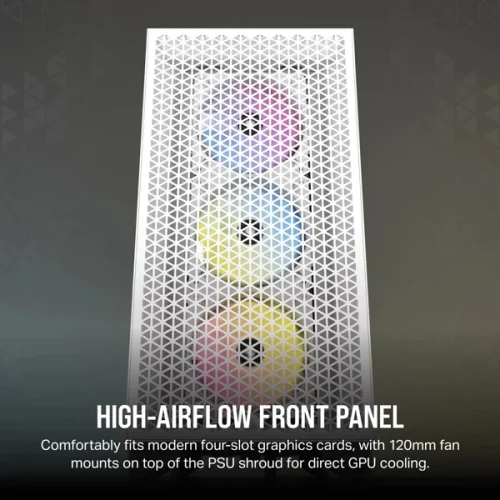 HIGH-AIRFLOW FRONT PANEL
Comfortably fits modern four-slot graphics cards, with 120mm fan
mounts on top of the PSU shroud for direct GPU cooling.